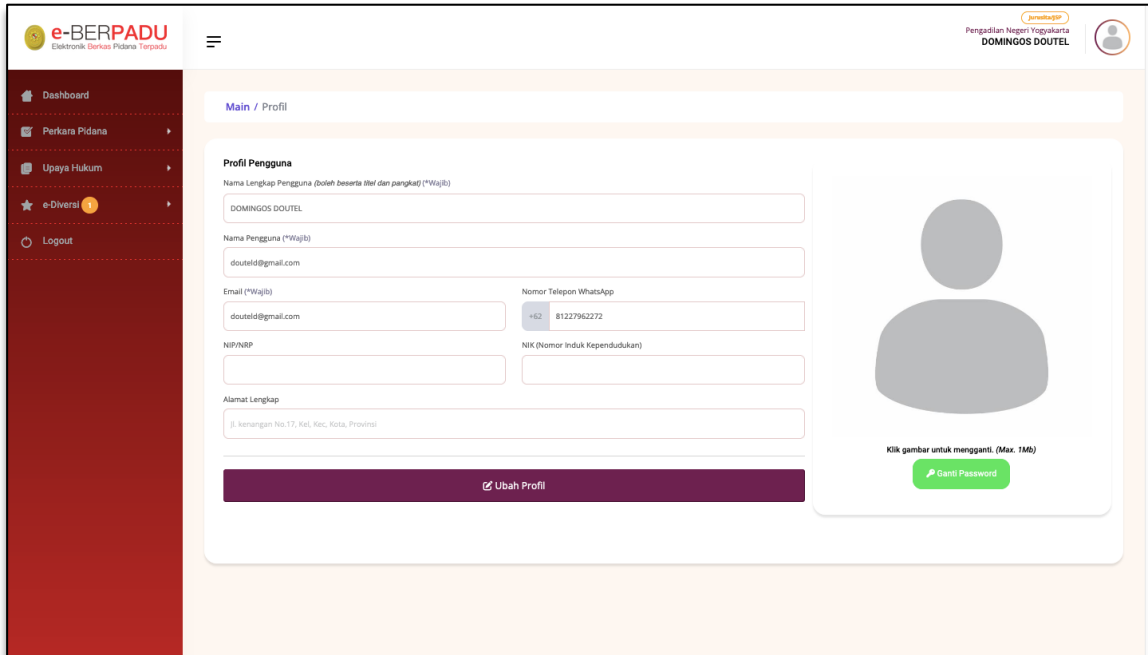 e-BERPADU
Elektronik Berkas Pidana Terpadu
Jurusita/JSP
Pengadilan Negeri Yogyakarta
DOMINGOS DOUTEL
Dashboard
Perkara Pidana
Upaya Hukum
e-Diversi 1
Logout
Main / Profil
Profil Pengguna
Nama Lengkap Pengguna (boleh beserta titel dan pangkat) (*Wajib)
DOMINGOS DOUTEL
Nama Pengguna (*Wajib)
douteld@gmail.com
Email (*Wajib) Nomor Telepon WhatsApp
douteld@gmail.com +62 81227962272
NIP/NRP NIK (Nomor Induk Kependudukan)
Alamat Lengkap
jl. kenangan No.17, Kel, Kec, Kota, Provinsi
Ubah Profil
Klik gambar untuk mengganti. (Max. 1Mb)
Ganti Password